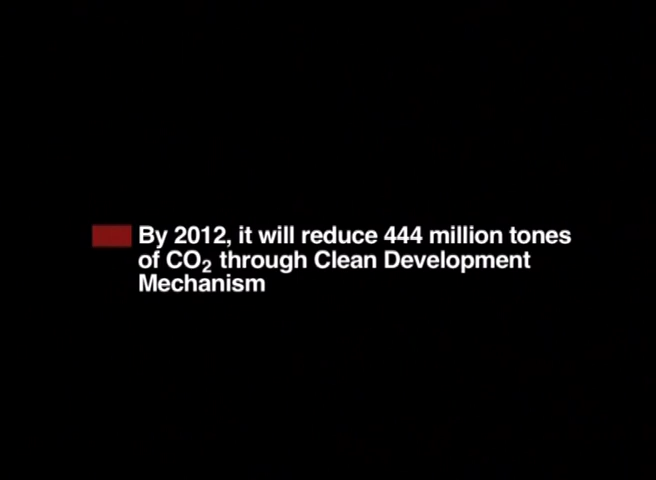 By 2012, it will reduce 444 million tones
of CO₂ through Clean Development
Mechanism